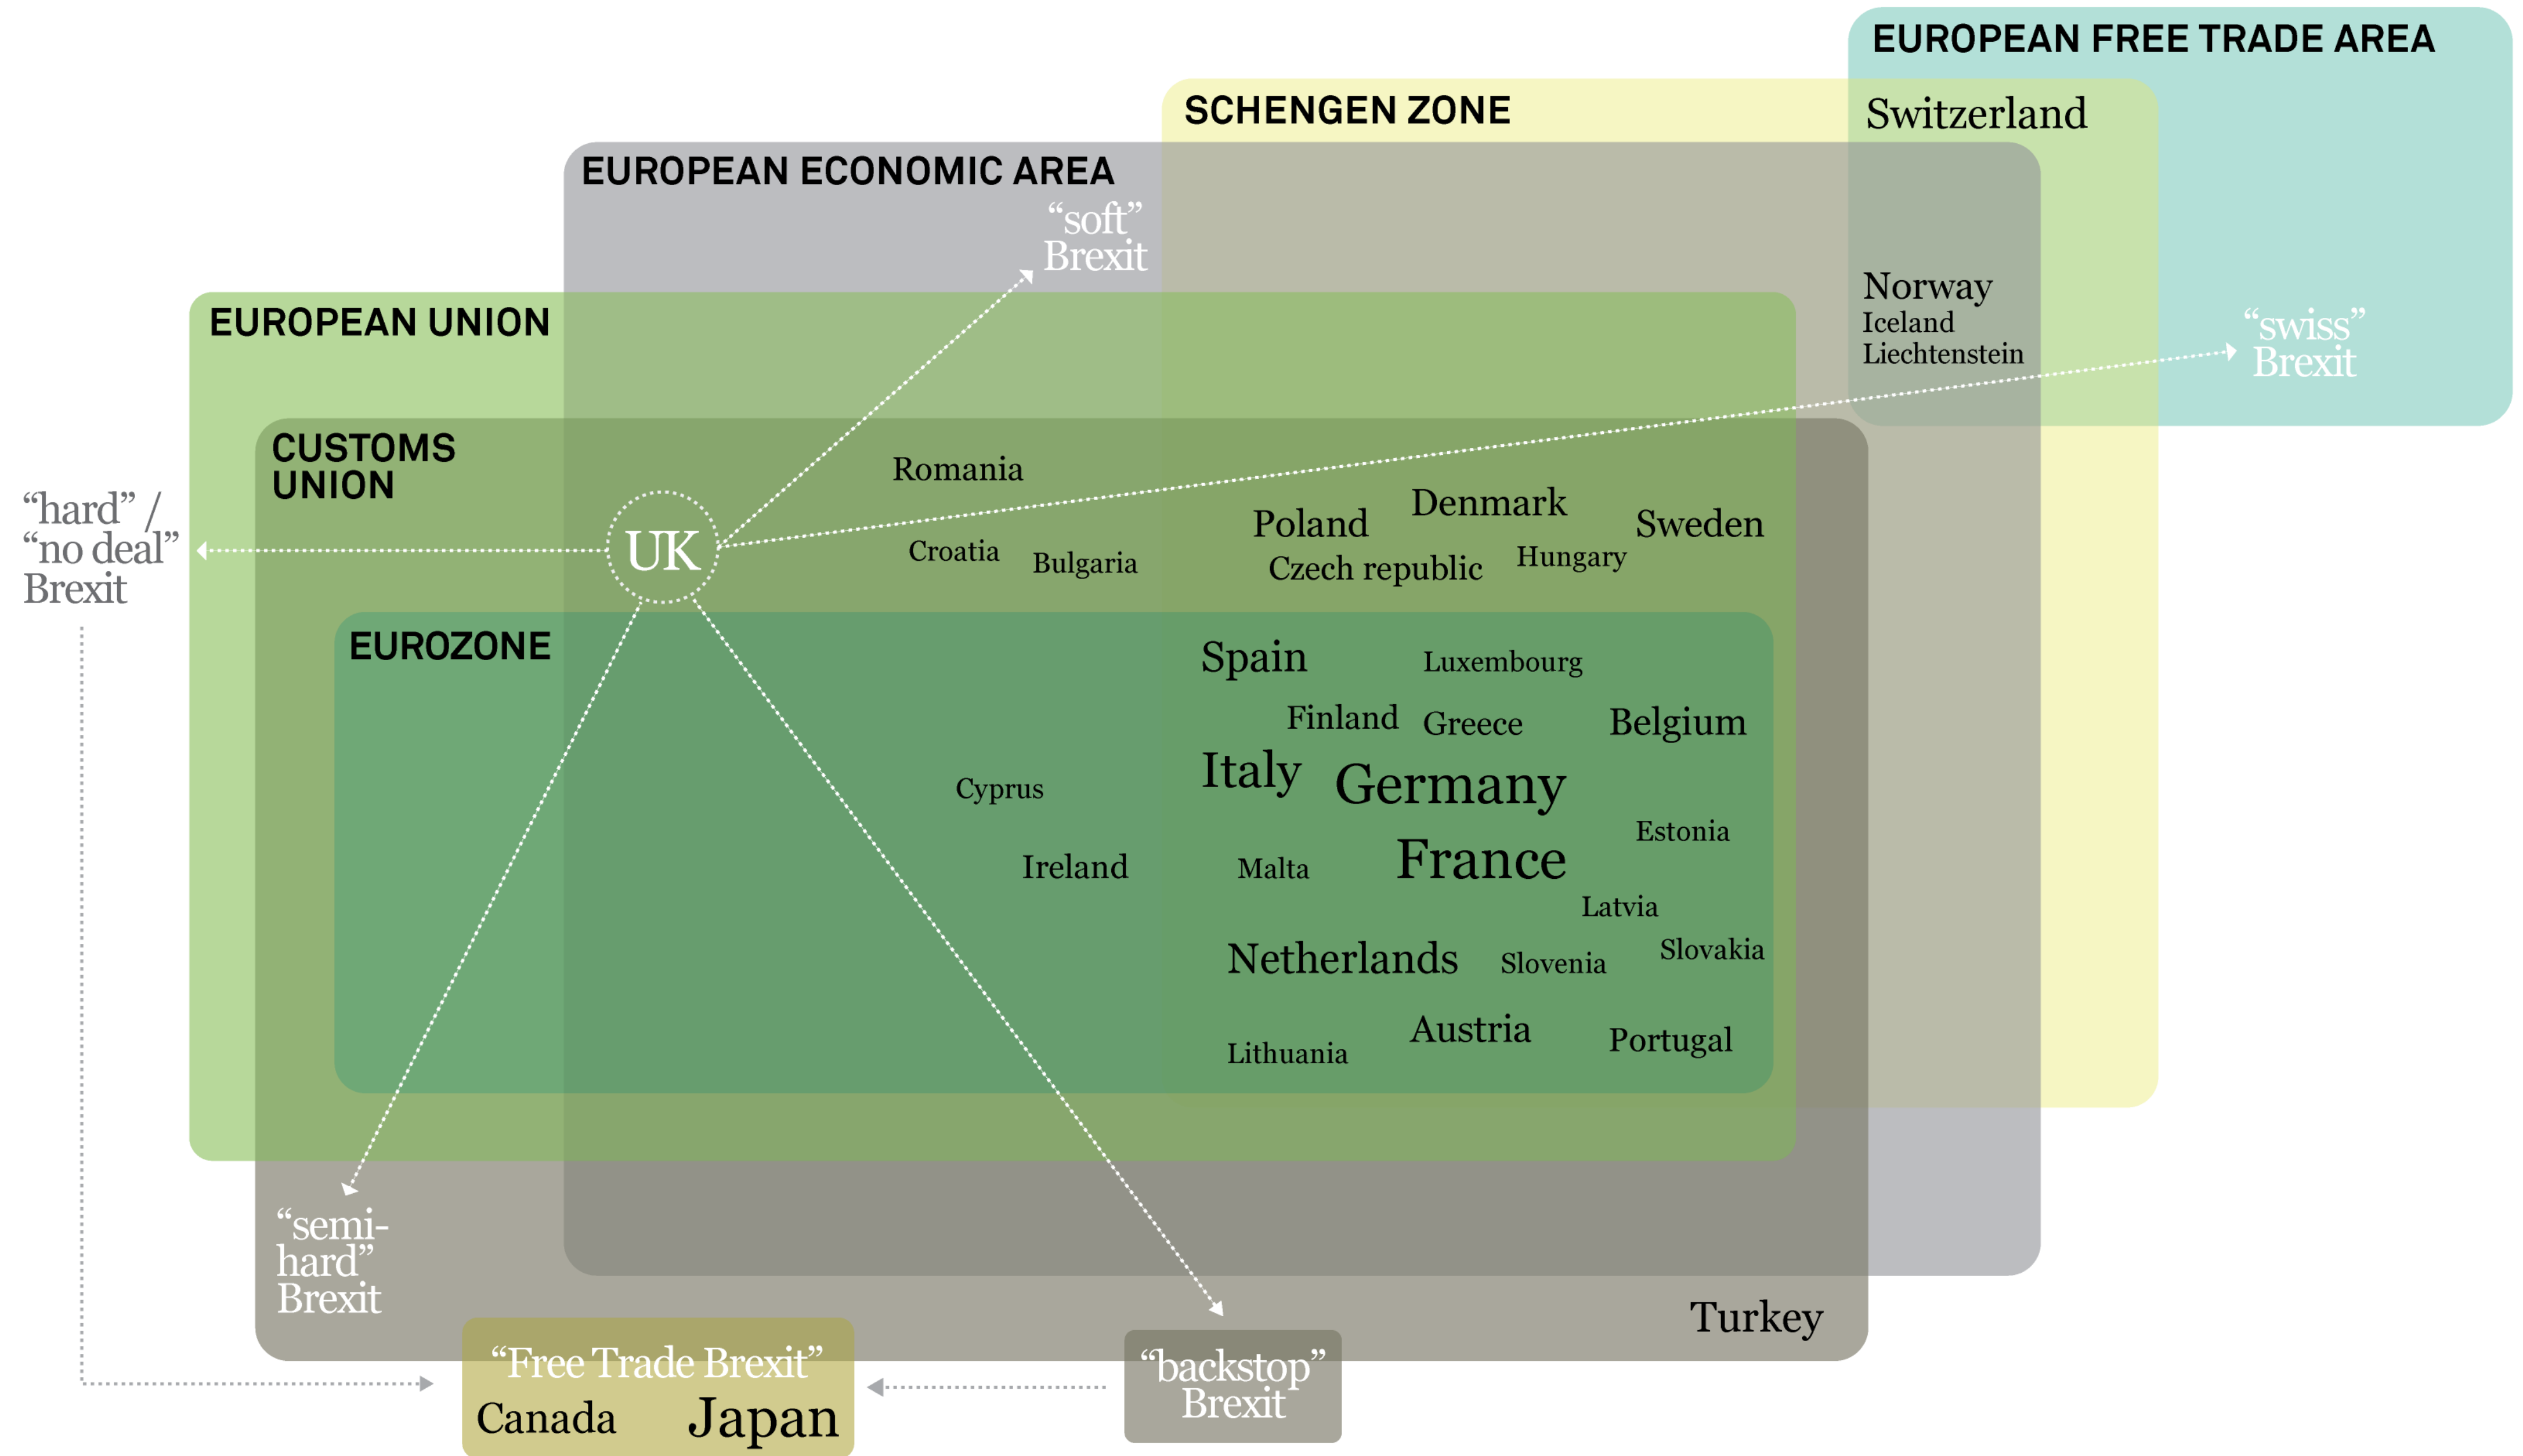 EUROPEAN FREE TRADE AREA
SCHENGEN ZONE
Switzerland
EUROPEAN ECONOMIC AREA
“soft”
Brexit
Norway
Iceland
Liechtenstein
“swiss”
Brexit
EUROPEAN UNION
CUSTOMS
UNION
“hard” /
“no deal”
Brexit
UK
Romania
Croatia
Bulgaria
Poland
Denmark
Sweden
Czech republic
Hungary
EUROZONE
Spain
Luxembourg
Finland
Greece
Belgium
Italy
Germany
Cyprus
Estonia
Ireland
Malta
France
Latvia
Netherlands
Slovenia
Slovakia
Austria
Lithuania
Portugal
“semi-
hard”
Brexit
Turkey
“Free Trade Brexit”
Canada
Japan
“backstop”
Brexit